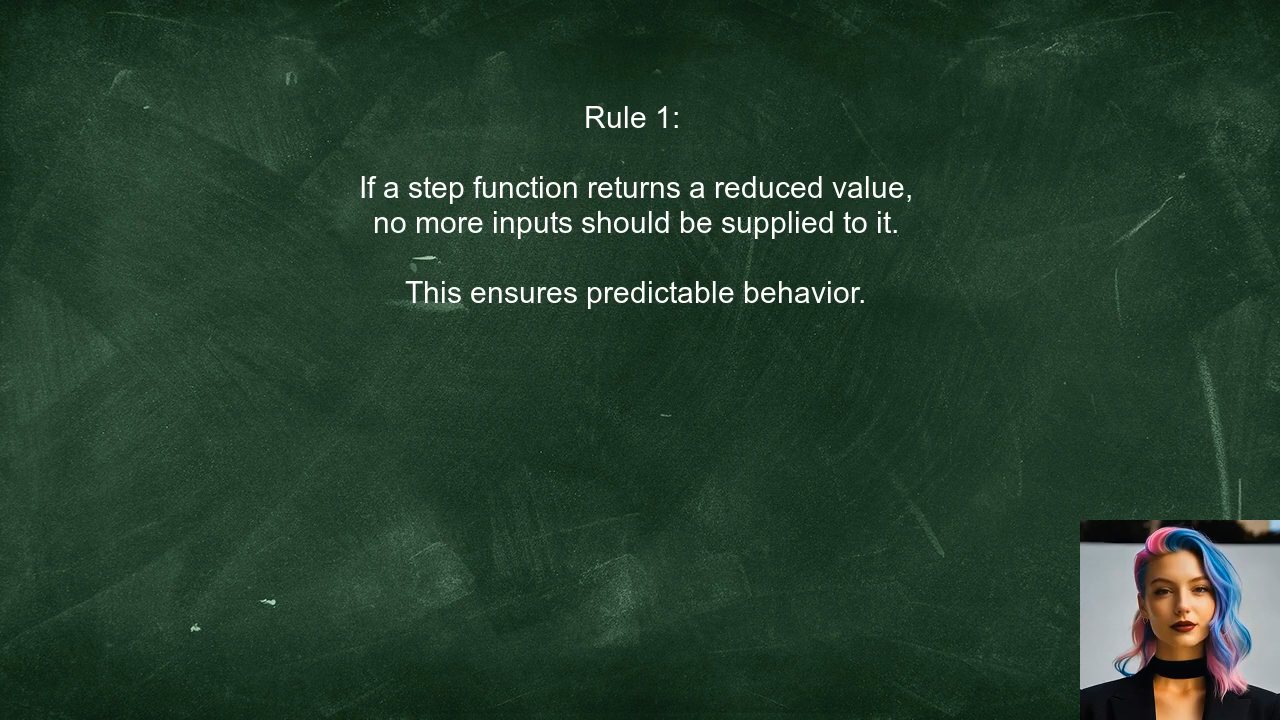 Rule 1:
If a step function returns a reduced value,
no more inputs should be supplied to it.
This ensures predictable behavior.